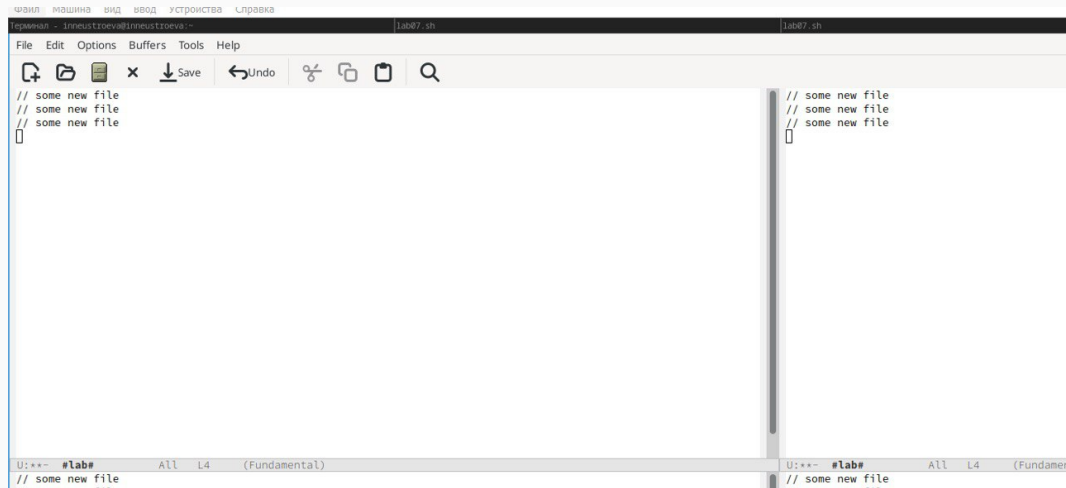 Файл Машина Вид Ввод Устройства Справка
Терминал - inneustroeva@inneustroeva:~ lab07.sh lab07.sh
File Edit Options Buffers Tools Help
Save Undo
// some new file // some new file
// some new file // some new file
// some new file // some new file
U:**- #lab# All L4 (Fundamental) U:**- #lab# All L4 (Fundamen
// some new file // some new file